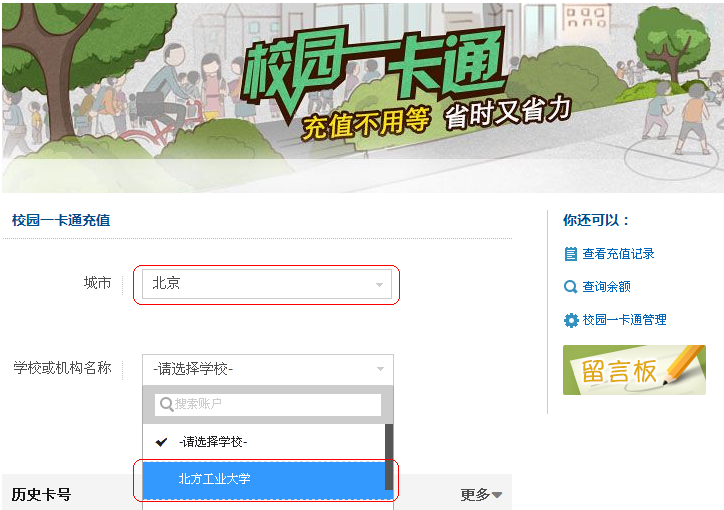 校园一卡通
充值不用等 省时又省力
校园一卡通充值
城市 北京
学校或机构名称 -请选择学校-
搜索账户
-请选择学校-
北方工业大学
历史卡号 更多
你还可以：
查看充值记录
查询余额
校园一卡通管理
留言板